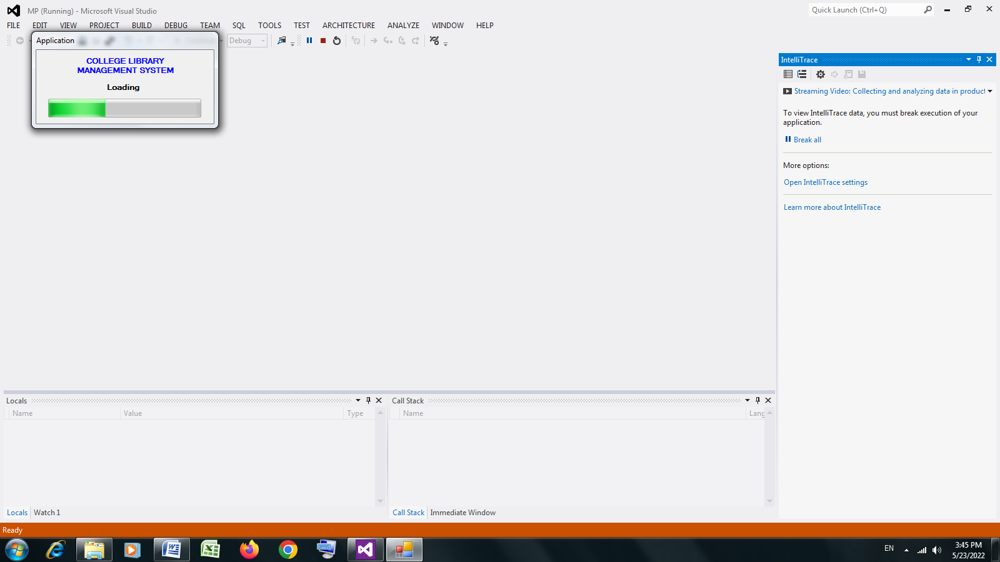 MP (Running) - Microsoft Visual Studio
Quick Launch (Ctrl+Q)
FILE EDIT VIEW PROJECT BUILD DEBUG TEAM SQL TOOLS TEST ARCHITECTURE ANALYZE WINDOW HELP
Application
Debug
COLLEGE LIBRARY
MANAGEMENT SYSTEM
Loading
IntelliTrace
Streaming Video: Collecting and analyzing data in product
To view IntelliTrace data, you must break execution of your
application.
Break all
More options:
Open IntelliTrace settings
Learn more about IntelliTrace
Locals
Name Value Type
Locals Watch 1
Call Stack
Name Lang
Call Stack Immediate Window
Ready
EN
3:45 PM
5/23/2022